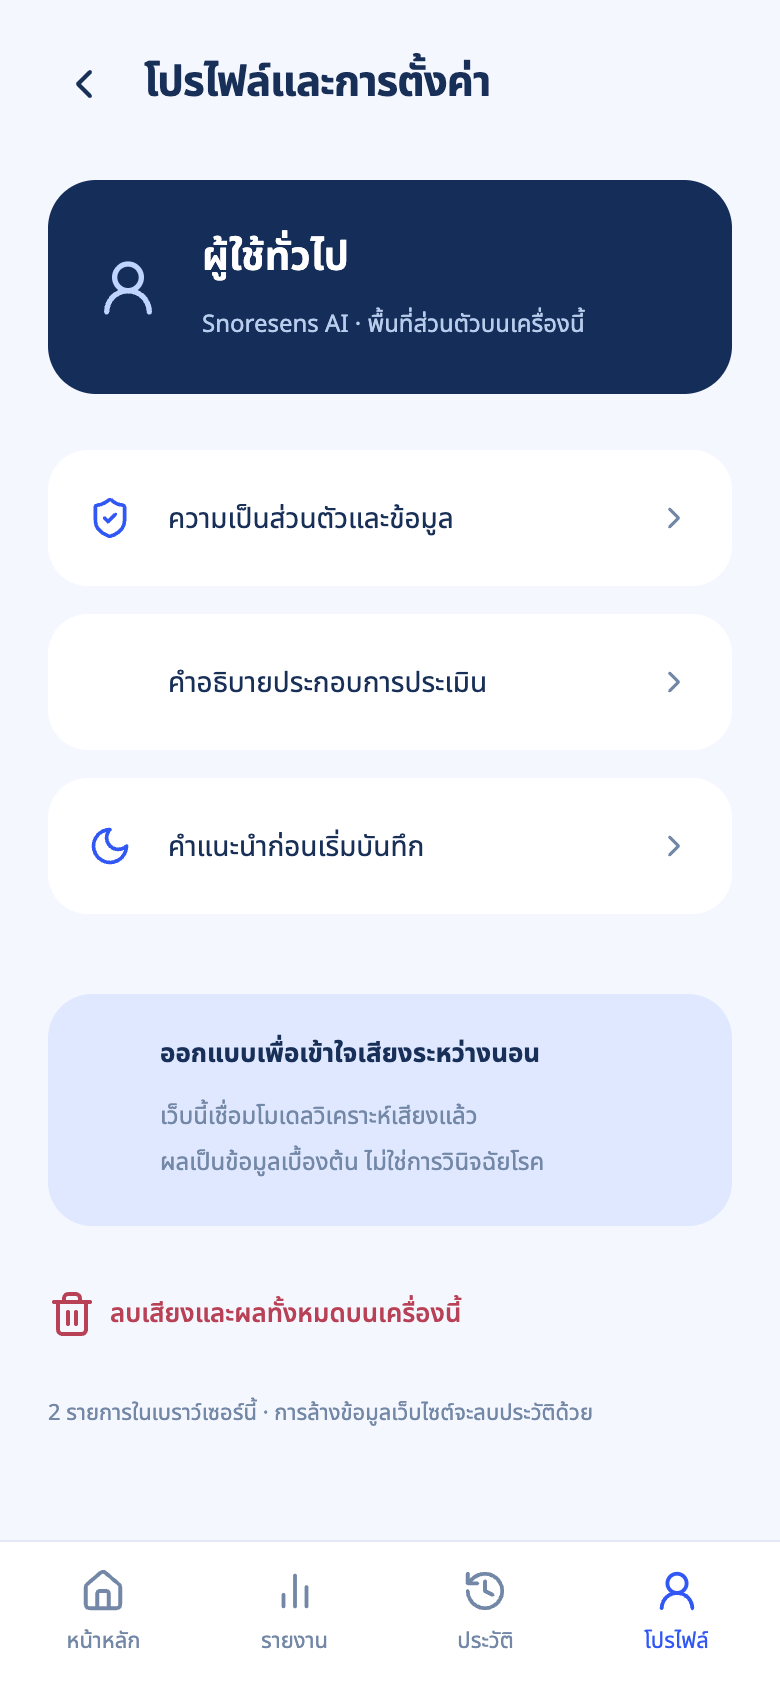 โปรไฟล์และการตั้งค่า
ผู้ใช้ทั่วไป
Snoresens AI · พื้นที่ส่วนตัวบนเครื่องนี้
ความเป็นส่วนตัวและข้อมูล
คำอธิบายประกอบการประเมิน
คำแนะนำก่อนเริ่มบันทึก
ออกแบบเพื่อเข้าใจเสียงระหว่างนอน
เว็บนี้เชื่อมโมเดลวิเคราะห์เสียงแล้ว
ผลเป็นข้อมูลเบื้องต้น ไม่ใช่การวินิจฉัยโรค
ลบเสียงและผลทั้งหมดบนเครื่องนี้
2 รายการในเบราว์เซอร์นี้ · การล้างข้อมูลเว็บไซต์จะลบประวัติด้วย
หน้าหลัก
รายงาน
ประวัติ
โปรไฟล์